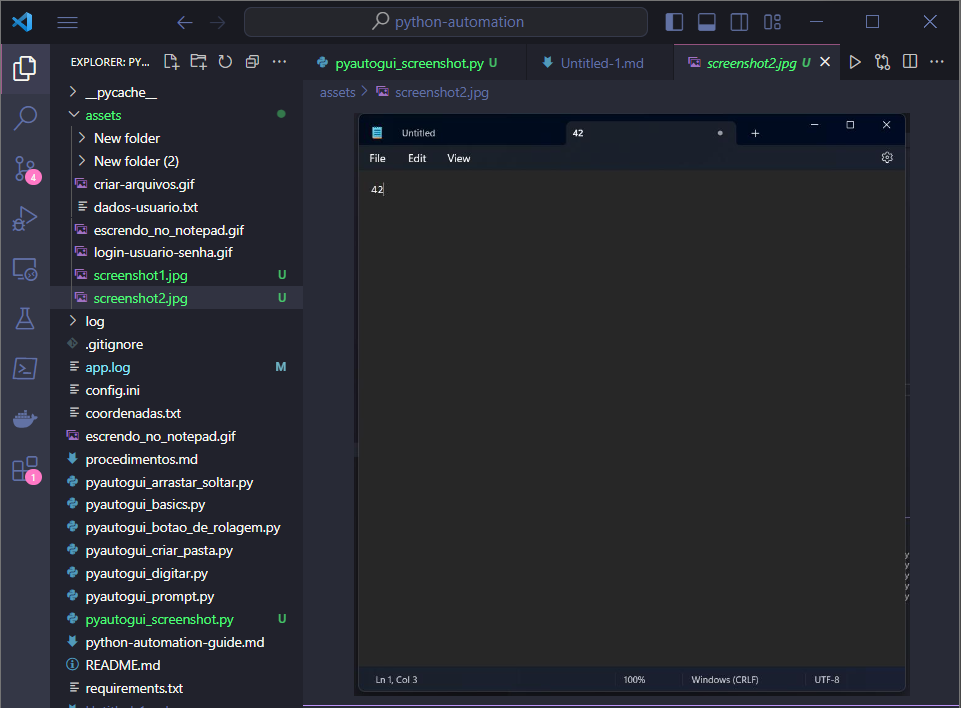 python-automation
EXPLORER: PY...
pyautogui_screenshot.py U
Untitled-1.md
screenshot2.jpg U
assets > screenshot2.jpg
__pycache__
assets
New folder
New folder (2)
criar-arquivos.gif
dados-usuario.txt
escrendo_no_notepad.gif
login-usuario-senha.gif
screenshot1.jpg U
screenshot2.jpg U
log
.gitignore
app.log M
config.ini
coordenadas.txt
escrendo_no_notepad.gif
procedimentos.md
pyautogui_arrastar_soltar.py
pyautogui_basics.py
pyautogui_botao_de_rolagem.py
pyautogui_criar_pasta.py
pyautogui_digitar.py
pyautogui_prompt.py
pyautogui_screenshot.py U
python-automation-guide.md
README.md
requirements.txt
4
1
Untitled
42
File Edit View
42
Ln 1, Col 3
100%
Windows (CRLF)
UTF-8
y
y
y
y
y